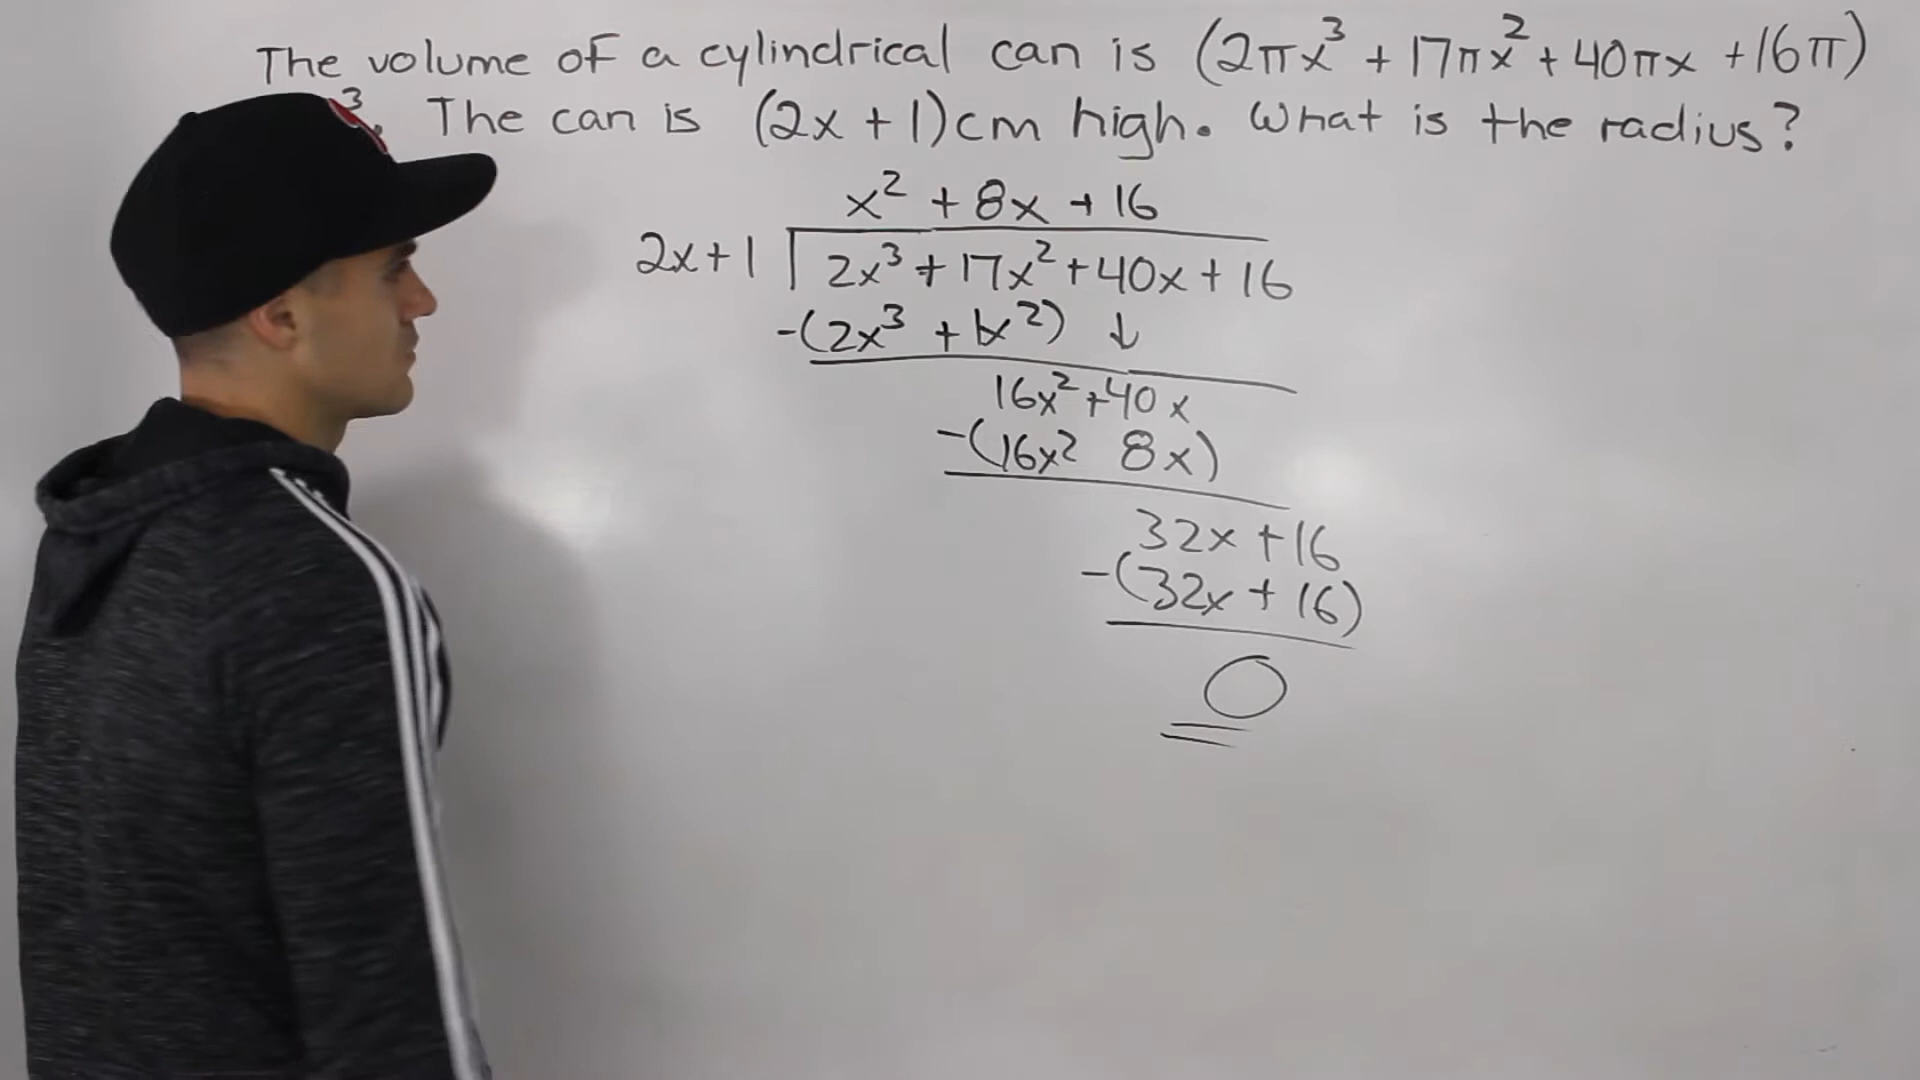 The volume of a cylindrical can is (2πx³ + 17πx² + 40πx + 16π)
³. The can is (2x + 1)cm high. What is the radius?
x² + 8x + 16
2x + 1 2x³ + 17x² + 40x + 16
-(2x³ + 1x²) ↓
16x² + 40x
-(16x² 8x)
32x + 16
-(32x + 16)
0